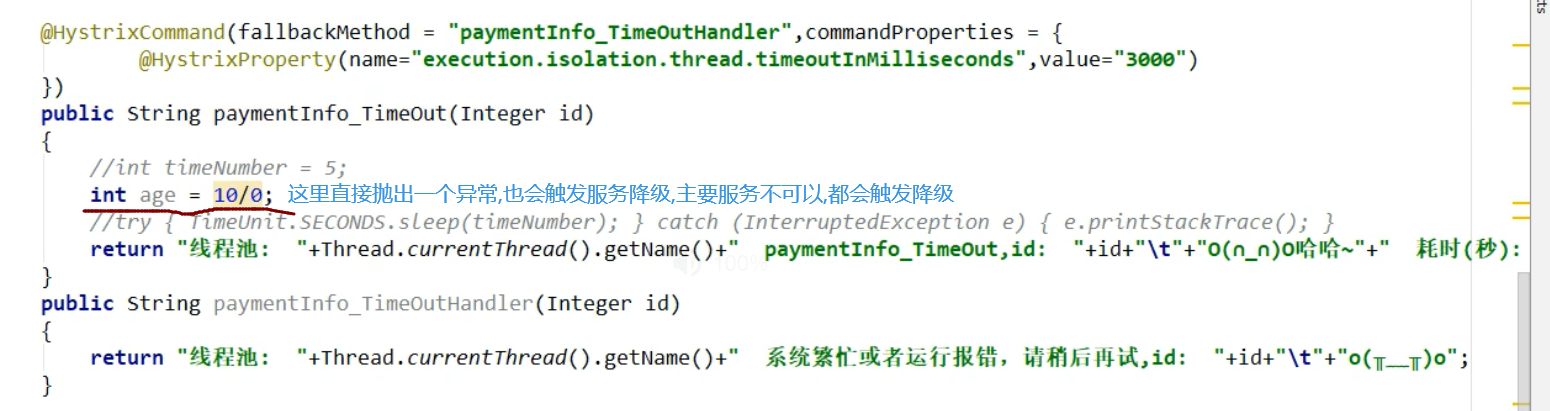 @HystrixCommand(fallbackMethod = "paymentInfo_TimeOutHandler",commandProperties = {
@HystrixProperty(name="execution.isolation.thread.timeoutInMilliseconds",value="3000")
})
public String paymentInfo_TimeOut(Integer id)
{
//int timeNumber = 5;
int age = 10/0; 这里直接抛出一个异常,也会触发服务降级,主要服务不可以,都会触发降级
//try { TimeUnit.SECONDS.sleep(timeNumber); } catch (InterruptedException e) { e.printStackTrace(); }
return "线程池: "+Thread.currentThread().getName()+" paymentInfo_TimeOut,id: "+id+"\t"+"O(∩_∩)O哈哈~"+" 耗时(秒):
100%
}
public String paymentInfo_TimeOutHandler(Integer id)
{
return "线程池: "+Thread.currentThread().getName()+" 系统繁忙或者运行报错，请稍后再试,id: "+id+"\t"+"o(╥﹏╥)o";
}